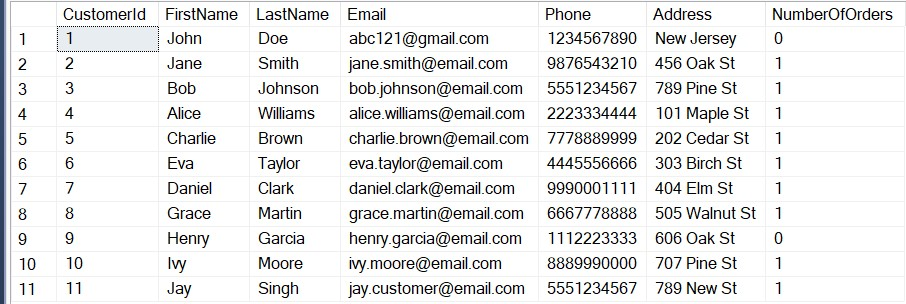 CustomerId FirstName LastName Email Phone Address NumberOfOrders
1 1 John Doe abc121@gmail.com 1234567890 New Jersey 0
2 2 Jane Smith jane.smith@email.com 9876543210 456 Oak St 1
3 3 Bob Johnson bob.johnson@email.com 5551234567 789 Pine St 1
4 4 Alice Williams alice.williams@email.com 2223334444 101 Maple St 1
5 5 Charlie Brown charlie.brown@email.com 7778889999 202 Cedar St 1
6 6 Eva Taylor eva.taylor@email.com 4445556666 303 Birch St 1
7 7 Daniel Clark daniel.clark@email.com 9990001111 404 Elm St 1
8 8 Grace Martin grace.martin@email.com 6667778888 505 Walnut St 1
9 9 Henry Garcia henry.garcia@email.com 1112223333 606 Oak St 0
10 10 Ivy Moore ivy.moore@email.com 8889990000 707 Pine St 1
11 11 Jay Singh jay.customer@email.com 5551234567 789 New St 1